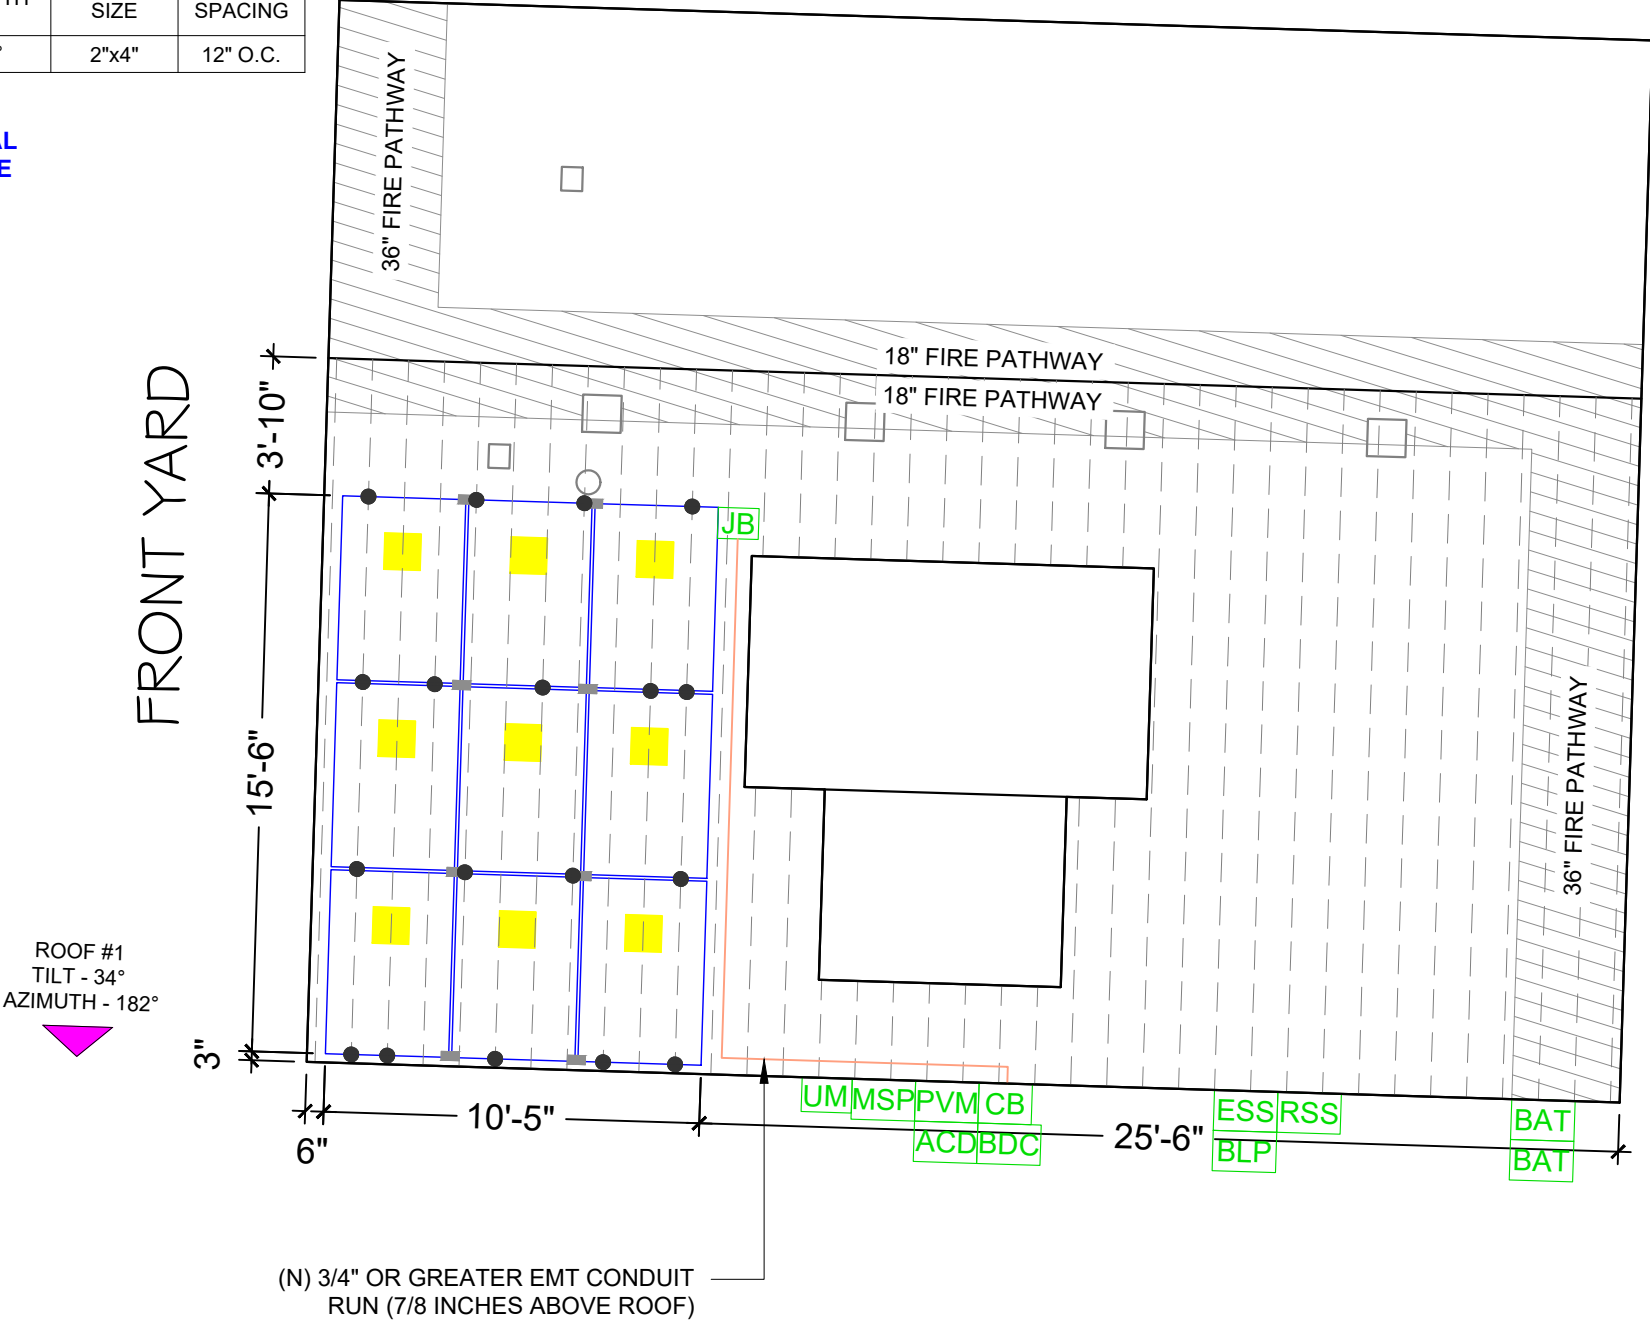 SIZE
SPACING
2"x4"
12" O.C.
36" FIRE PATHWAY
18" FIRE PATHWAY
18" FIRE PATHWAY
FRONT YARD
3'-10"
JB
15'-6"
36" FIRE PATHWAY
ROOF #1
TILT - 34°
AZIMUTH - 182°
3"
6"
10'-5"
UM MSP PVM CB
ACD BDC
25'-6"
ESS RSS
BLP
BAT
BAT
(N) 3/4" OR GREATER EMT CONDUIT
RUN (7/8 INCHES ABOVE ROOF)